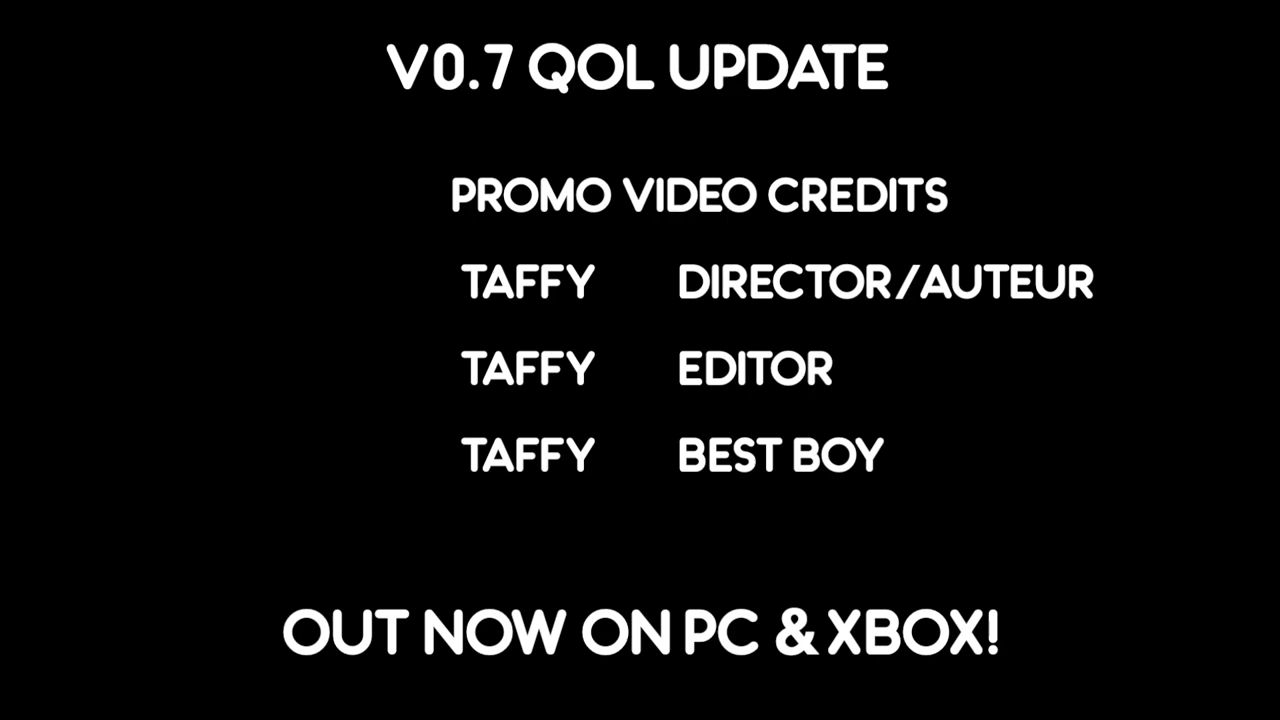 V0.7 QOL UPDATE
PROMO VIDEO CREDITS
TAFFY DIRECTOR/AUTEUR
TAFFY EDITOR
TAFFY BEST BOY
OUT NOW ON PC & XBOX!